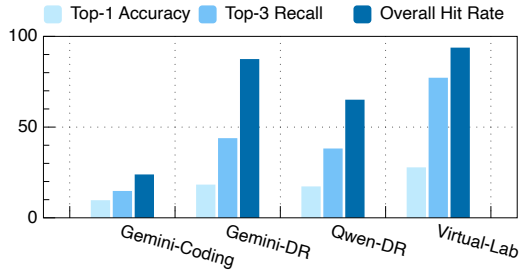 Top-1 Accuracy Top-3 Recall Overall Hit Rate
100
50
0
Gemini-Coding Gemini-DR Qwen-DR Virtual-Lab